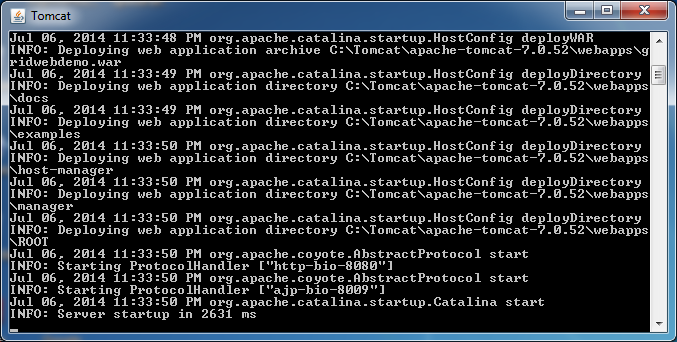 Tomcat
Jul 06, 2014 11:33:48 PM org.apache.catalina.startup.HostConfig deployWAR
INFO: Deploying web application archive C:\Tomcat\apache-tomcat-7.0.52\webapps\g
ridwebdemo.war
Jul 06, 2014 11:33:49 PM org.apache.catalina.startup.HostConfig deployDirectory
INFO: Deploying web application directory C:\Tomcat\apache-tomcat-7.0.52\webapps
\docs
Jul 06, 2014 11:33:49 PM org.apache.catalina.startup.HostConfig deployDirectory
INFO: Deploying web application directory C:\Tomcat\apache-tomcat-7.0.52\webapps
\examples
Jul 06, 2014 11:33:50 PM org.apache.catalina.startup.HostConfig deployDirectory
INFO: Deploying web application directory C:\Tomcat\apache-tomcat-7.0.52\webapps
\host-manager
Jul 06, 2014 11:33:50 PM org.apache.catalina.startup.HostConfig deployDirectory
INFO: Deploying web application directory C:\Tomcat\apache-tomcat-7.0.52\webapps
\manager
Jul 06, 2014 11:33:50 PM org.apache.catalina.startup.HostConfig deployDirectory
INFO: Deploying web application directory C:\Tomcat\apache-tomcat-7.0.52\webapps
\ROOT
Jul 06, 2014 11:33:50 PM org.apache.coyote.AbstractProtocol start
INFO: Starting ProtocolHandler ["http-bio-8080"]
Jul 06, 2014 11:33:50 PM org.apache.coyote.AbstractProtocol start
INFO: Starting ProtocolHandler ["ajp-bio-8009"]
Jul 06, 2014 11:33:50 PM org.apache.catalina.startup.Catalina start
INFO: Server startup in 2631 ms